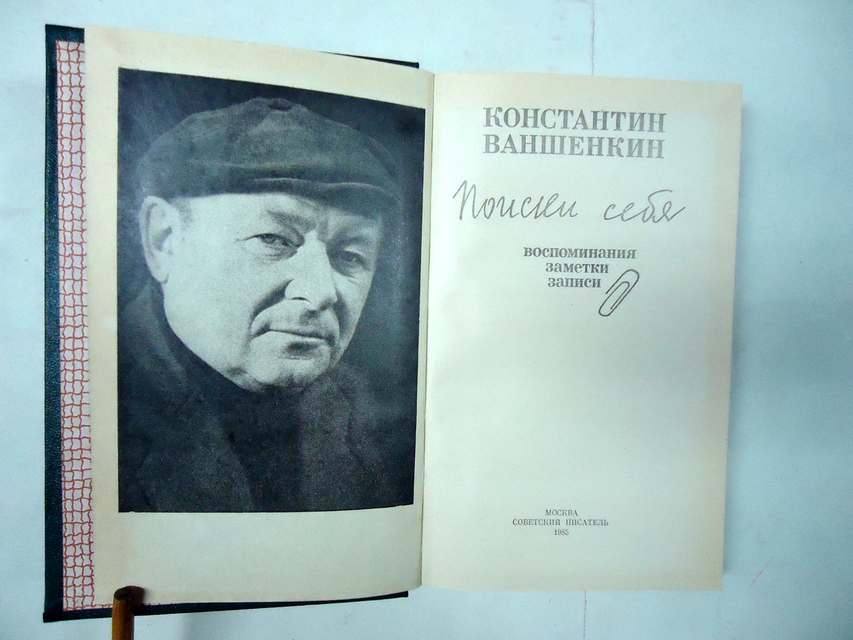 КОНСТАНТИН
ВАНШЕНКИН
Поиски себя
воспоминания
заметки
записи
МОСКВА
СОВЕТСКИЙ ПИСАТЕЛЬ
1985